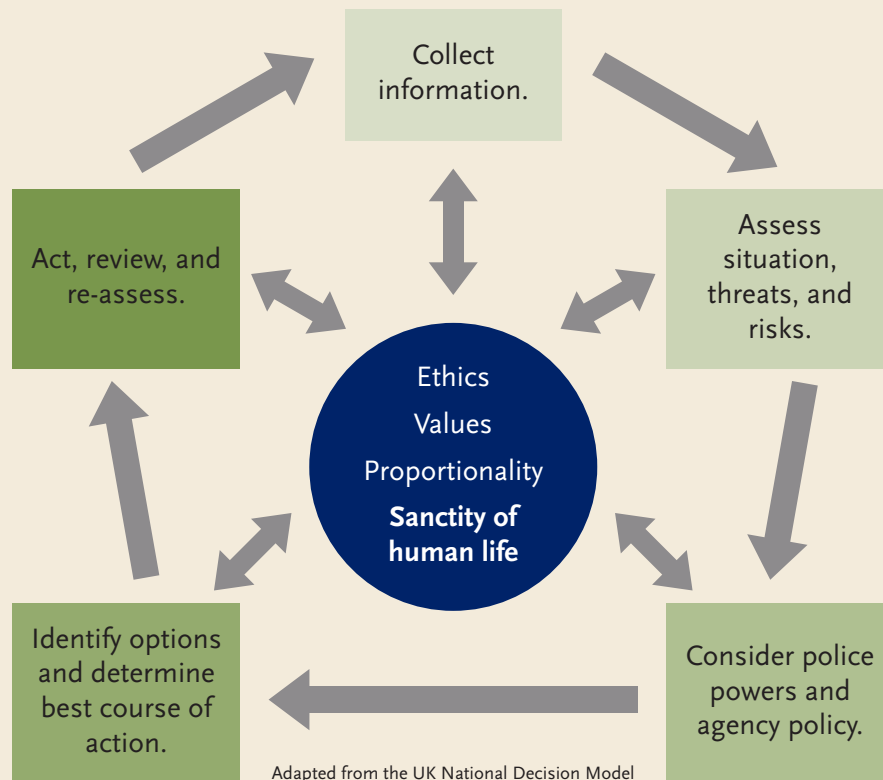 Collect
information.
Assess
situation,
threats, and
risks.
Consider police
powers and
agency policy.
Identify options
and determine
best course of
action.
Act, review, and
re-assess.
Ethics
Values
Proportionality
Sanctity of
human life
Adapted from the UK National Decision Model